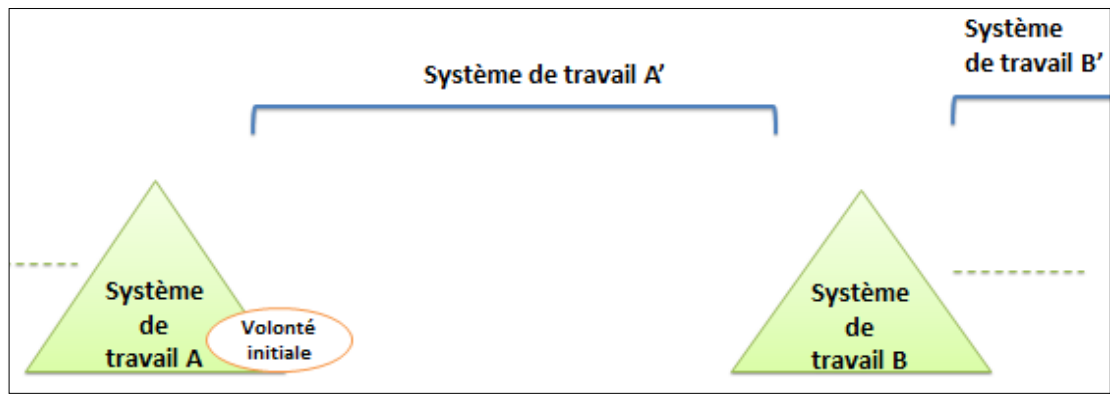 Système de travail A’
Système
de travail B’
Système
de
travail A
Volonté
initiale
Système
de
travail B